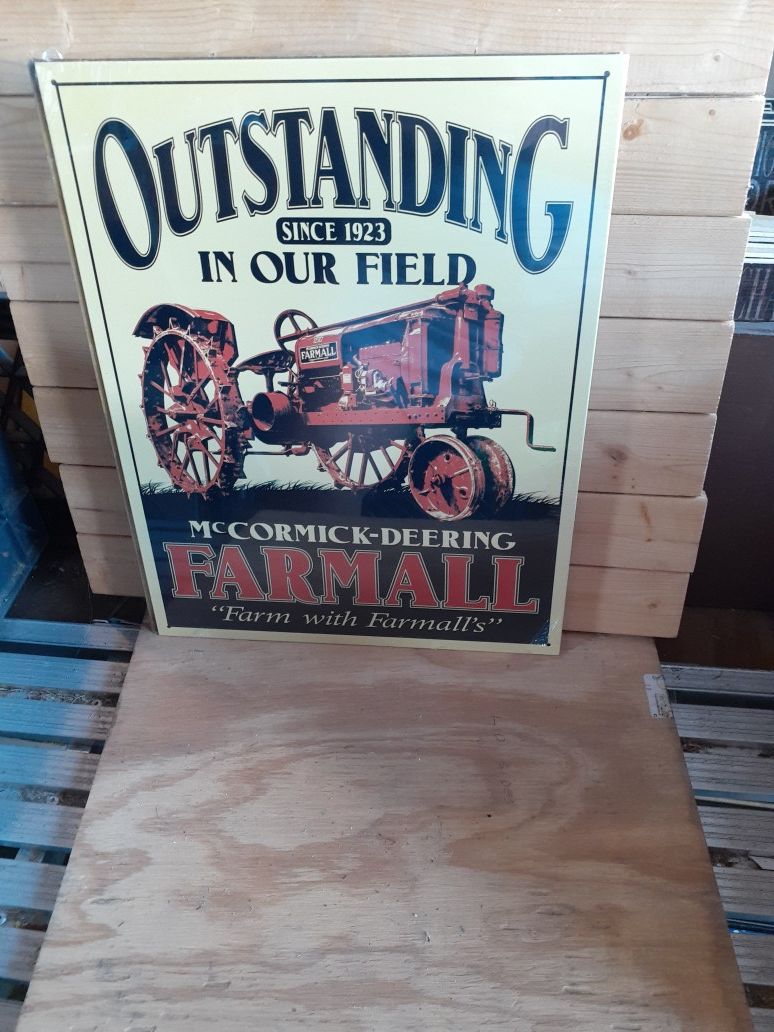 OUTSTANDING
SINCE 1923
IN OUR FIELD
FARMALL
McCORMICK-DEERING
FARMALL
"Farm with Farmall's"